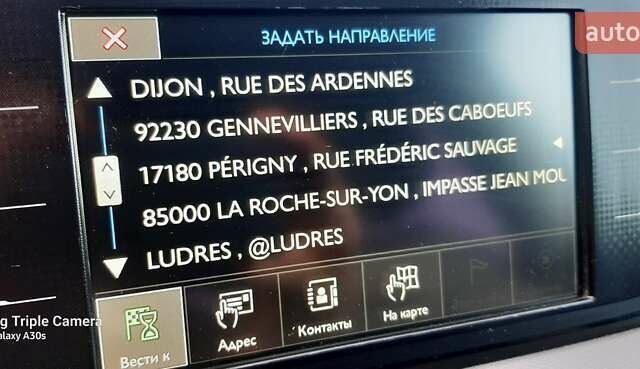 ЗАДАТЬ НАПРАВЛЕНИЕ
auto
DIJON , RUE DES ARDENNES
92230 GENNEVILLIERS , RUE DES CABOEUFS
17180 PÉRIGNY , RUE FRÉDÉRIC SAUVAGE
85000 LA ROCHE-SUR-YON , IMPASSE JEAN MOU
LUDRES , @LUDRES
Вести к
Адрес
Контакты
На карте
g Triple Camera
alaxy A30s